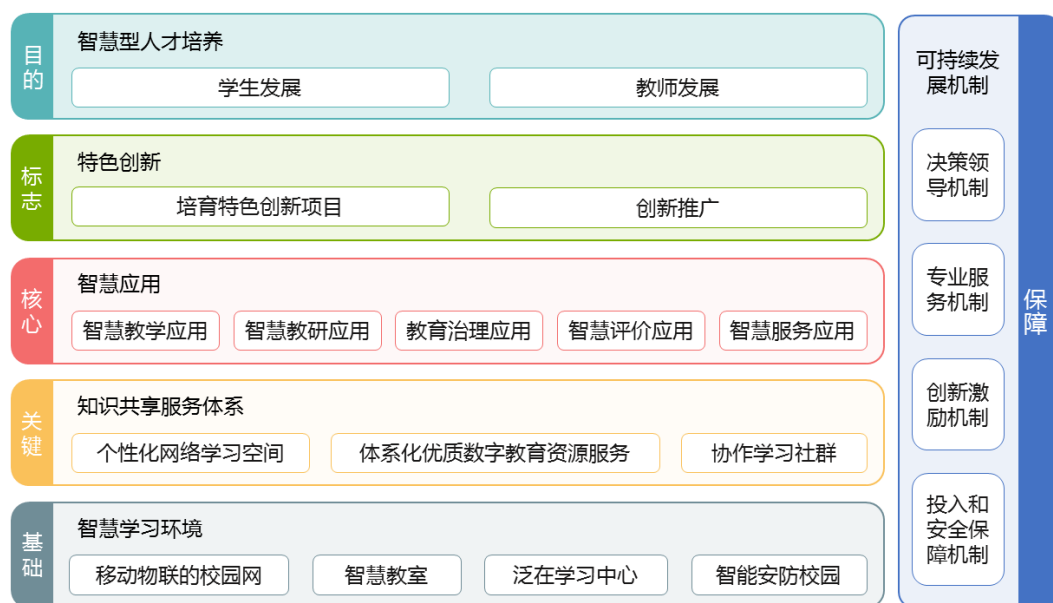 目的
智慧型人才培养
学生发展
教师发展
标志
特色创新
培育特色创新项目
创新推广
核心
智慧应用
智慧教学应用
智慧教研应用
教育治理应用
智慧评价应用
智慧服务应用
关键
知识共享服务体系
个性化网络学习空间
体系化优质数字教育资源服务
协作学习社群
基础
智慧学习环境
移动物联的校园网
智慧教室
泛在学习中心
智能安防校园
可持续发
展机制
决策领
导机制
专业服
务机制
创新激
励机制
投入和
安全保
障机制
保障